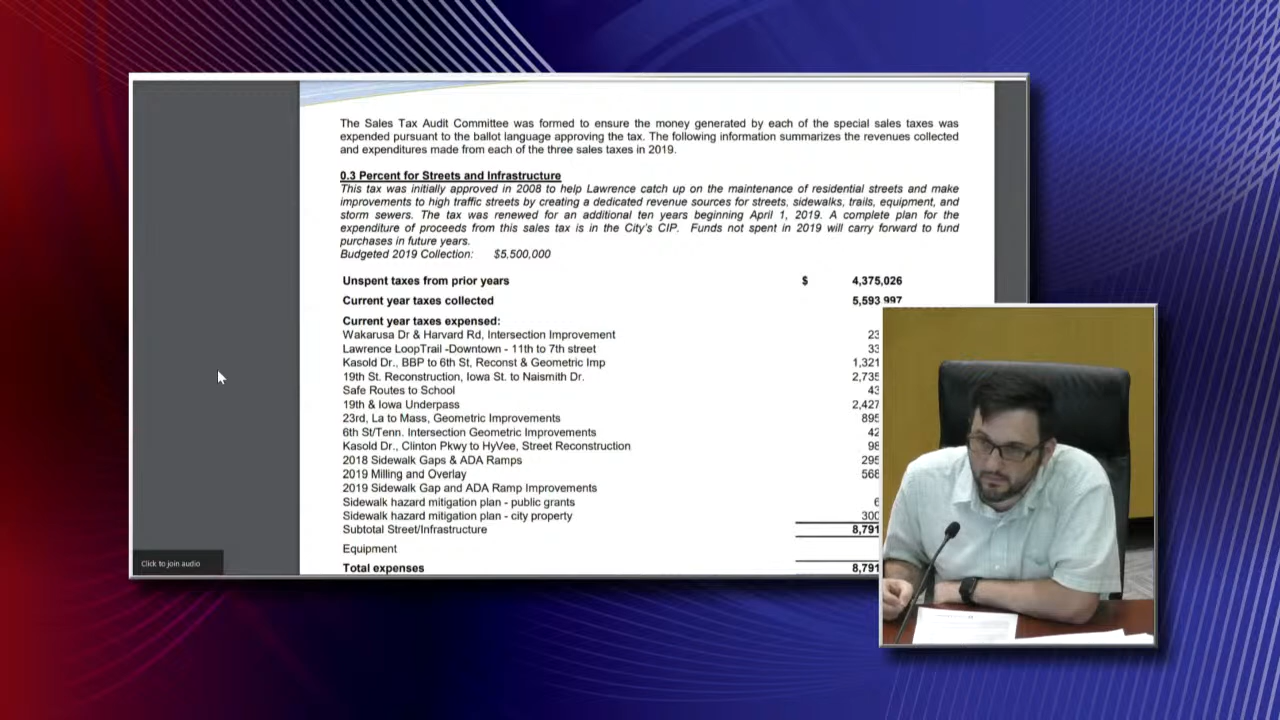 The Sales Tax Audit Committee was formed to ensure the money generated by each of the special sales taxes was
expended pursuant to the ballot language approving the tax. The following information summarizes the revenues collected
and expenditures made from each of the three sales taxes in 2019.
0.3 Percent for Streets and Infrastructure
This tax was initially approved in 2008 to help Lawrence catch up on the maintenance of residential streets and make
improvements to high traffic streets by creating a dedicated revenue sources for streets, sidewalks, trails, equipment, and
storm sewers. The tax was renewed for an additional ten years beginning April 1, 2019. A complete plan for the
expenditure of proceeds from this sales tax is in the City's CIP. Funds not spent in 2019 will carry forward to fund
purchases in future years.
Budgeted 2019 Collection: $5,500,000
Unspent taxes from prior years $ 4,375,026
Current year taxes collected 5,593,997
Current year taxes expensed:
Wakarusa Dr & Harvard Rd, Intersection Improvement 23
Lawrence LoopTrail -Downtown - 11th to 7th street 33
Kasold Dr., BBP to 6th St, Reconst & Geometric Imp 1,321
19th St. Reconstruction, Iowa St. to Naismith Dr. 2,735
Safe Routes to School 43
19th & Iowa Underpass 2,427
23rd, La to Mass, Geometric Improvements 895
6th St/Tenn. Intersection Geometric Improvements 42
Kasold Dr., Clinton Pkwy to HyVee, Street Reconstruction 98
2018 Sidewalk Gaps & ADA Ramps 295
2019 Milling and Overlay 568
2019 Sidewalk Gap and ADA Ramp Improvements
Sidewalk hazard mitigation plan - public grants 6
Sidewalk hazard mitigation plan - city property 300
Subtotal Street/Infrastructure 8,791
Equipment
Total expenses 8,791
Click to join audio